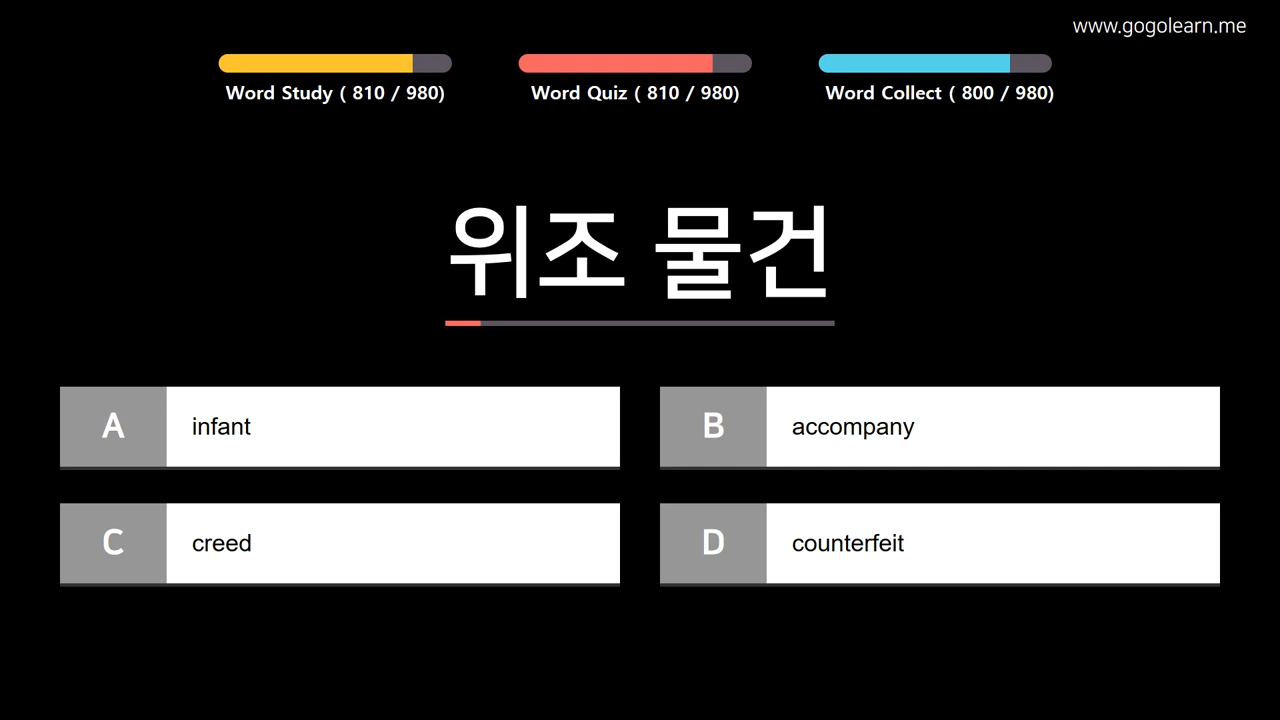 www.gogolearn.me
Word Study ( 810 / 980)
Word Quiz ( 810 / 980)
Word Collect ( 800 / 980)
위조 물건
A
infant
B
accompany
C
creed
D
counterfeit